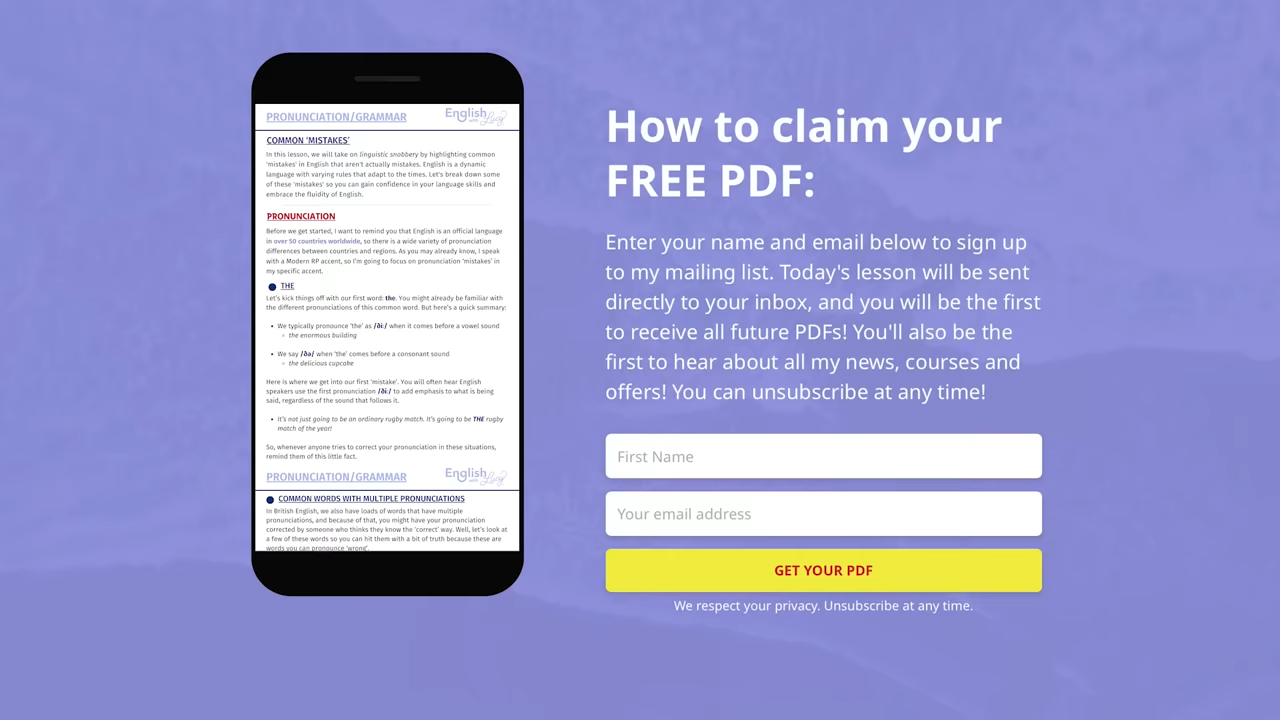 PRONUNCIATION/GRAMMAR
English with Lucy
COMMON 'MISTAKES'
In this lesson, we will take on linguistic snobbery by highlighting common
'mistakes' in English that aren't actually mistakes. English is a dynamic
language with varying rules that adapt to the times. Let's break down some
of these 'mistakes' so you can gain confidence in your language skills and
embrace the fluidity of English.
PRONUNCIATION
Before we get started, I want to remind you that English is an official language
in over 50 countries worldwide, so there is a wide variety of pronunciation
differences between countries and regions. As you may already know, I speak
with a Modern RP accent, so I'm going to focus on pronunciation 'mistakes' in
my specific accent.
THE
Let's kick things off with our first word: the. You might already be familiar with
the different pronunciations of this common word. But here's a quick summary:
• We typically pronounce 'the' as /ðiː/ when it comes before a vowel sound
◦ the enormous building
• We say /ðə/ when 'the' comes before a consonant sound
◦ the delicious cupcake
Here is where we get into our first 'mistake'. You will often hear English
speakers use the first pronunciation /ðiː/ to add emphasis to what is being
said, regardless of the sound that follows it.
• It's not just going to be an ordinary rugby match. It's going to be THE rugby
match of the year!
So, whenever anyone tries to correct your pronunciation in these situations,
remind them of this little fact.
PRONUNCIATION/GRAMMAR
English with Lucy
COMMON WORDS WITH MULTIPLE PRONUNCIATIONS
In British English, we also have loads of words that have multiple
pronunciations, and because of that, you might have your pronunciation
corrected by someone who thinks they know the 'correct' way. Well, let's look at
a few of these words so you can hit them with a bit of truth because these are
words you can pronounce 'wrong'.
How to claim your
FREE PDF:
Enter your name and email below to sign up
to my mailing list. Today's lesson will be sent
directly to your inbox, and you will be the first
to receive all future PDFs! You'll also be the
first to hear about all my news, courses and
offers! You can unsubscribe at any time!
First Name
Your email address
GET YOUR PDF
We respect your privacy. Unsubscribe at any time.